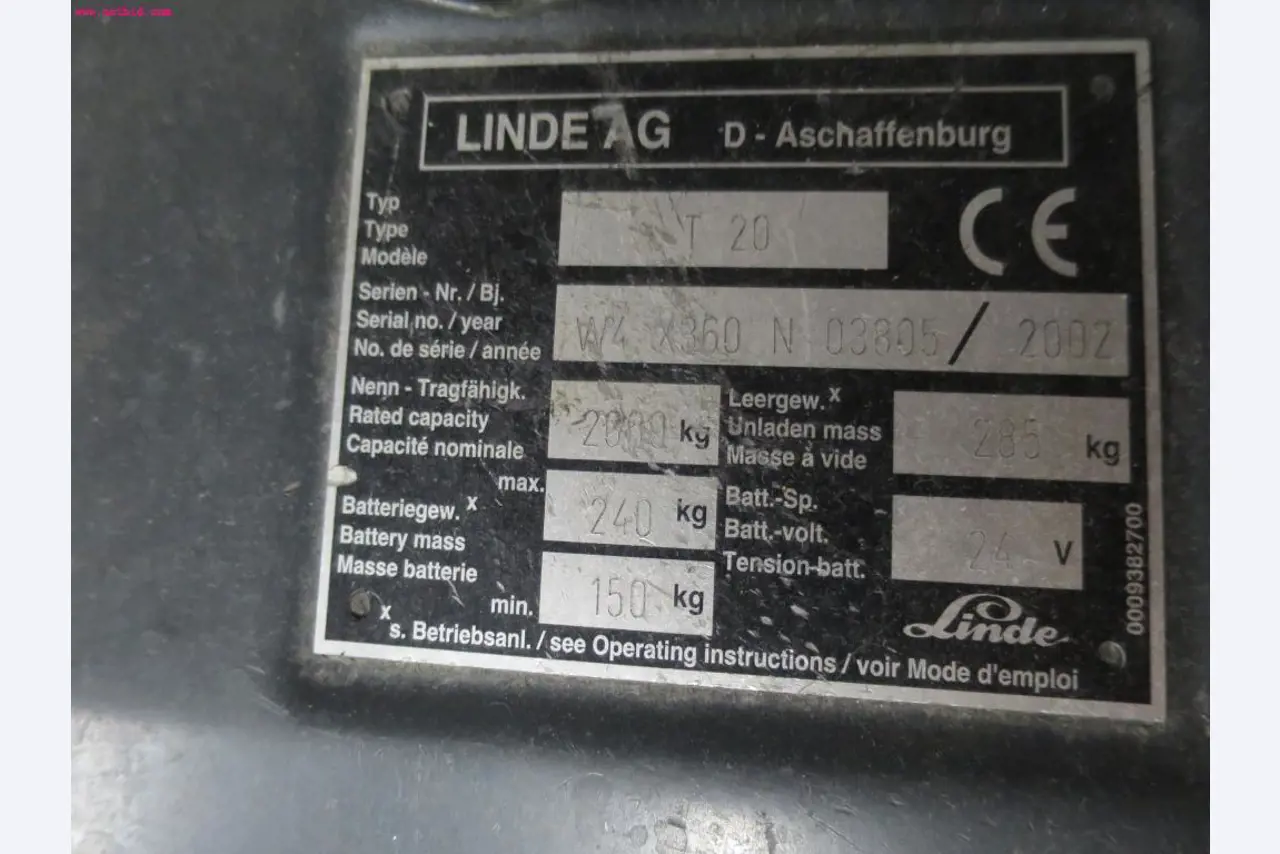 www.netbid.com
LINDE AG D - Aschaffenburg
Typ
Type
Modèle
T 20
CE
Serien - Nr. / Bj.
Serial no. / year
No. de série / année
W4 X360 N 03805 / 2002
Nenn - Tragfähigk.
Rated capacity
Capacité nominale
2000 kg
Leergew. x
Unladen mass
Masse à vide
285 kg
max.
Batteriegew. x
Battery mass
Masse batterie
240 kg
min.
150 kg
Batt.-Sp.
Batt.-volt.
Tension-batt.
24 V
Linde
0009382700
x s. Betriebsanl. / see Operating instructions / voir Mode d'emploi